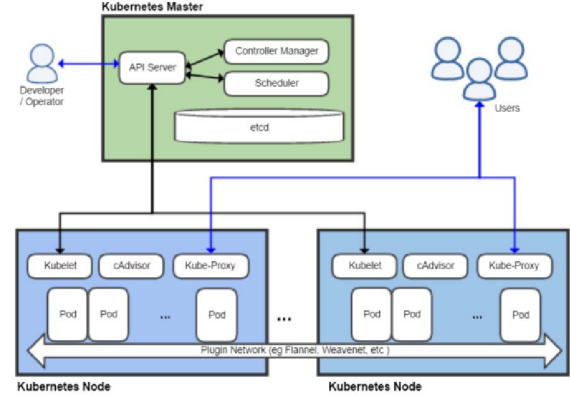 Kubernetes Master
API Server
Controller Manager
Scheduler
etcd
Developer
/ Operator
Users
Kubelet
cAdvisor
Kube-Proxy
Pod
Pod
...
Pod
...
Kubelet
cAdvisor
Kube-Proxy
Pod
Pod
...
Pod
Plugin Network (eg Flannel, Weavenet, etc )
Kubernetes Node
Kubernetes Node